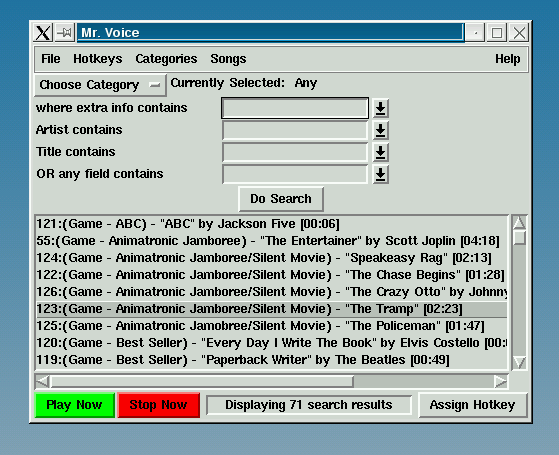 Mr. Voice
File Hotkeys Categories Songs Help
Choose Category Currently Selected: Any
where extra info contains
Artist contains
Title contains
OR any field contains
Do Search
121:(Game - ABC) - "ABC" by Jackson Five [00:06]
55:(Game - Animatronic Jamboree) - "The Entertainer" by Scott Joplin [04:18]
124:(Game - Animatronic Jamboree/Silent Movie) - "Speakeasy Rag" [02:13]
122:(Game - Animatronic Jamboree/Silent Movie) - "The Chase Begins" [01:28]
126:(Game - Animatronic Jamboree/Silent Movie) - "The Crazy Otto" by Johnny
123:(Game - Animatronic Jamboree/Silent Movie) - "The Tramp" [02:23]
125:(Game - Animatronic Jamobree/Silent Movie) - "The Policeman" [01:47]
120:(Game - Best Seller) - "Every Day I Write The Book" by Elvis Costello [00:
119:(Game - Best Seller) - "Paperback Writer" by The Beatles [00:49]
Play Now Stop Now Displaying 71 search results Assign Hotkey